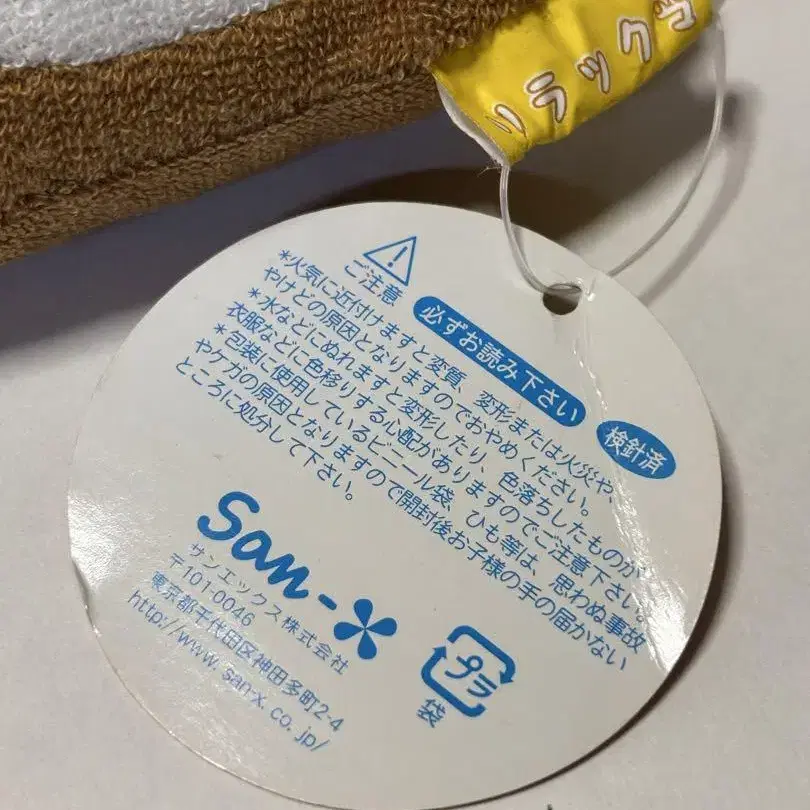 リラックマ
ご注意
必ずお読み下さい
検針済
*火気に近付けますと変質、変形または火災や、
やけどの原因となりますのでおやめください。
*水などにぬれますと変形したり、色落ちしたものが
衣服などに色移りする心配がありますのでご注意下さい。
*包装に使用しているビニール袋、ひも等は、思わぬ事故
やケガの原因となりますので開封後お子様の手の届かない
ところに処分して下さい。
San-x
サンエックス株式会社
〒101-0046
東京都千代田区神田多町2-4
http://www.san-x.co.jp/
プラ
袋